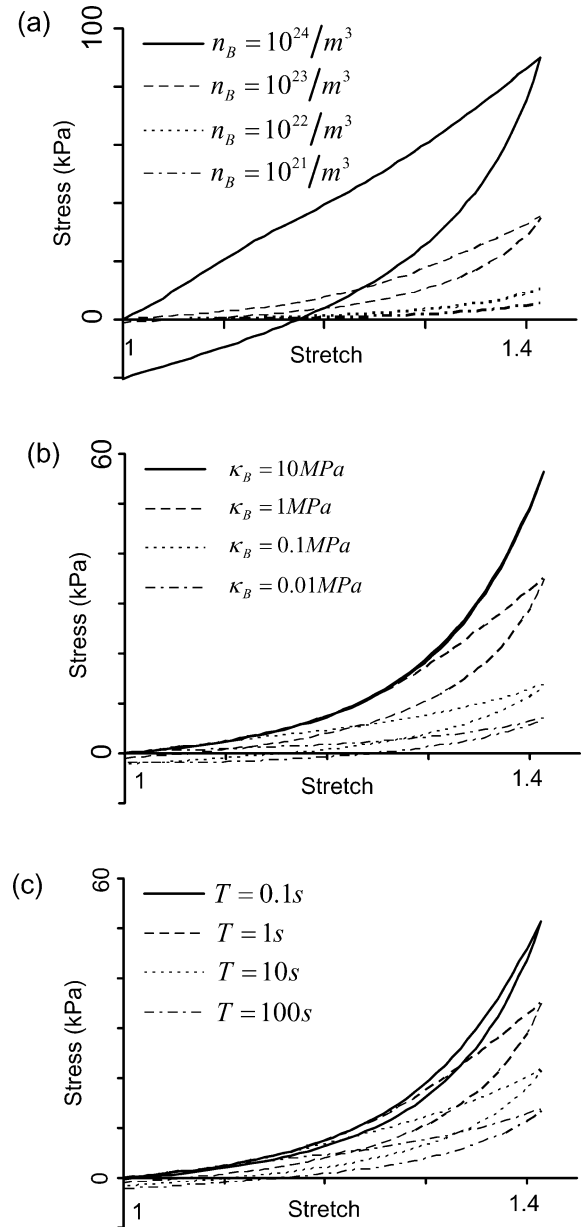 (a)
100
n_B = 10^24/m^3
n_B = 10^23/m^3
n_B = 10^22/m^3
n_B = 10^21/m^3
Stress (kPa)
0
1
Stretch
1.4
(b)
60
κ_B = 10MPa
κ_B = 1MPa
κ_B = 0.1MPa
κ_B = 0.01MPa
Stress (kPa)
0
1
Stretch
1.4
(c)
60
T = 0.1s
T = 1s
T = 10s
T = 100s
Stress (kPa)
0
1
Stretch
1.4